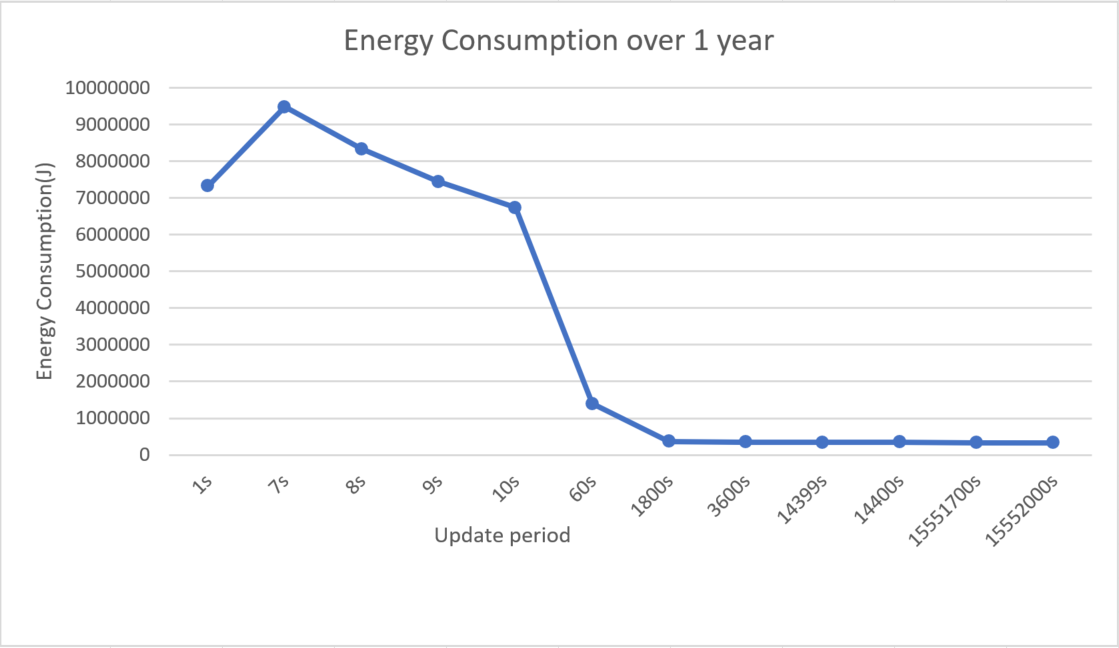 Energy Consumption over 1 year
10000000
9000000
8000000
7000000
6000000
5000000
4000000
3000000
2000000
1000000
0
Energy Consumption(J)
1s
7s
8s
9s
10s
60s
1800s
3600s
14399s
14400s
15551700s
15552000s
Update period